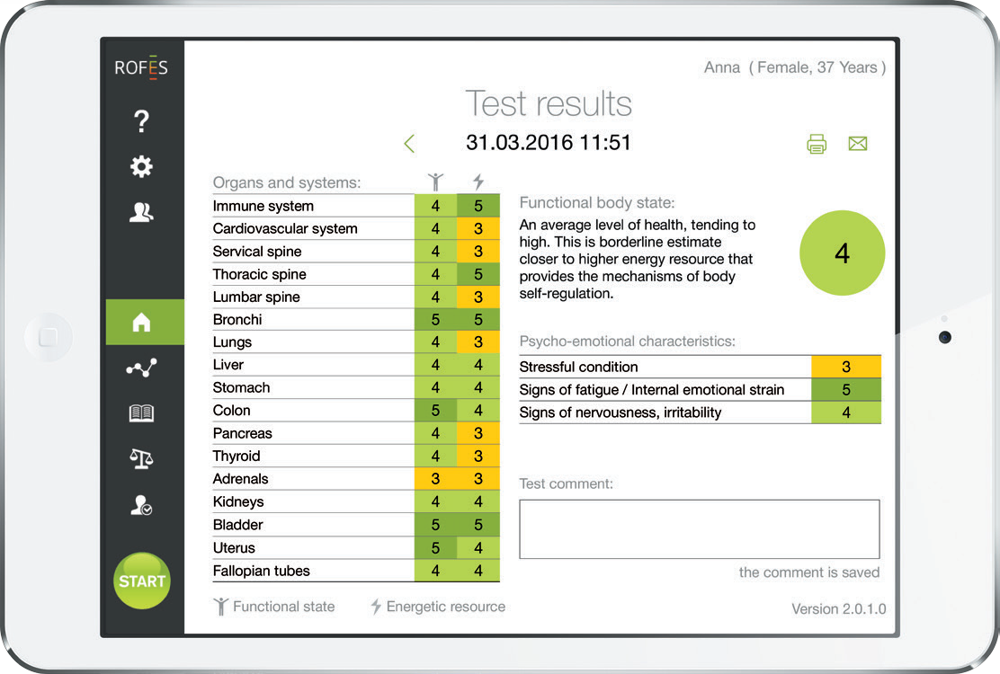 ROFES
Anna ( Female, 37 Years )
Test results
31.03.2016 11:51
Organs and systems:
Immune system 4 5
Cardiovascular system 4 3
Servical spine 4 3
Thoracic spine 4 5
Lumbar spine 4 3
Bronchi 5 5
Lungs 4 3
Liver 4 4
Stomach 4 4
Colon 5 4
Pancreas 4 3
Thyroid 4 3
Adrenals 3 3
Kidneys 4 4
Bladder 5 5
Uterus 5 4
Fallopian tubes 4 4
Functional state
Energetic resource
Functional body state:
An average level of health, tending to
high. This is borderline estimate
closer to higher energy resource that
provides the mechanisms of body
self-regulation.
4
Psycho-emotional characteristics:
Stressful condition 3
Signs of fatigue / Internal emotional strain 5
Signs of nervousness, irritability 4
Test comment:
the comment is saved
Version 2.0.1.0
?
START